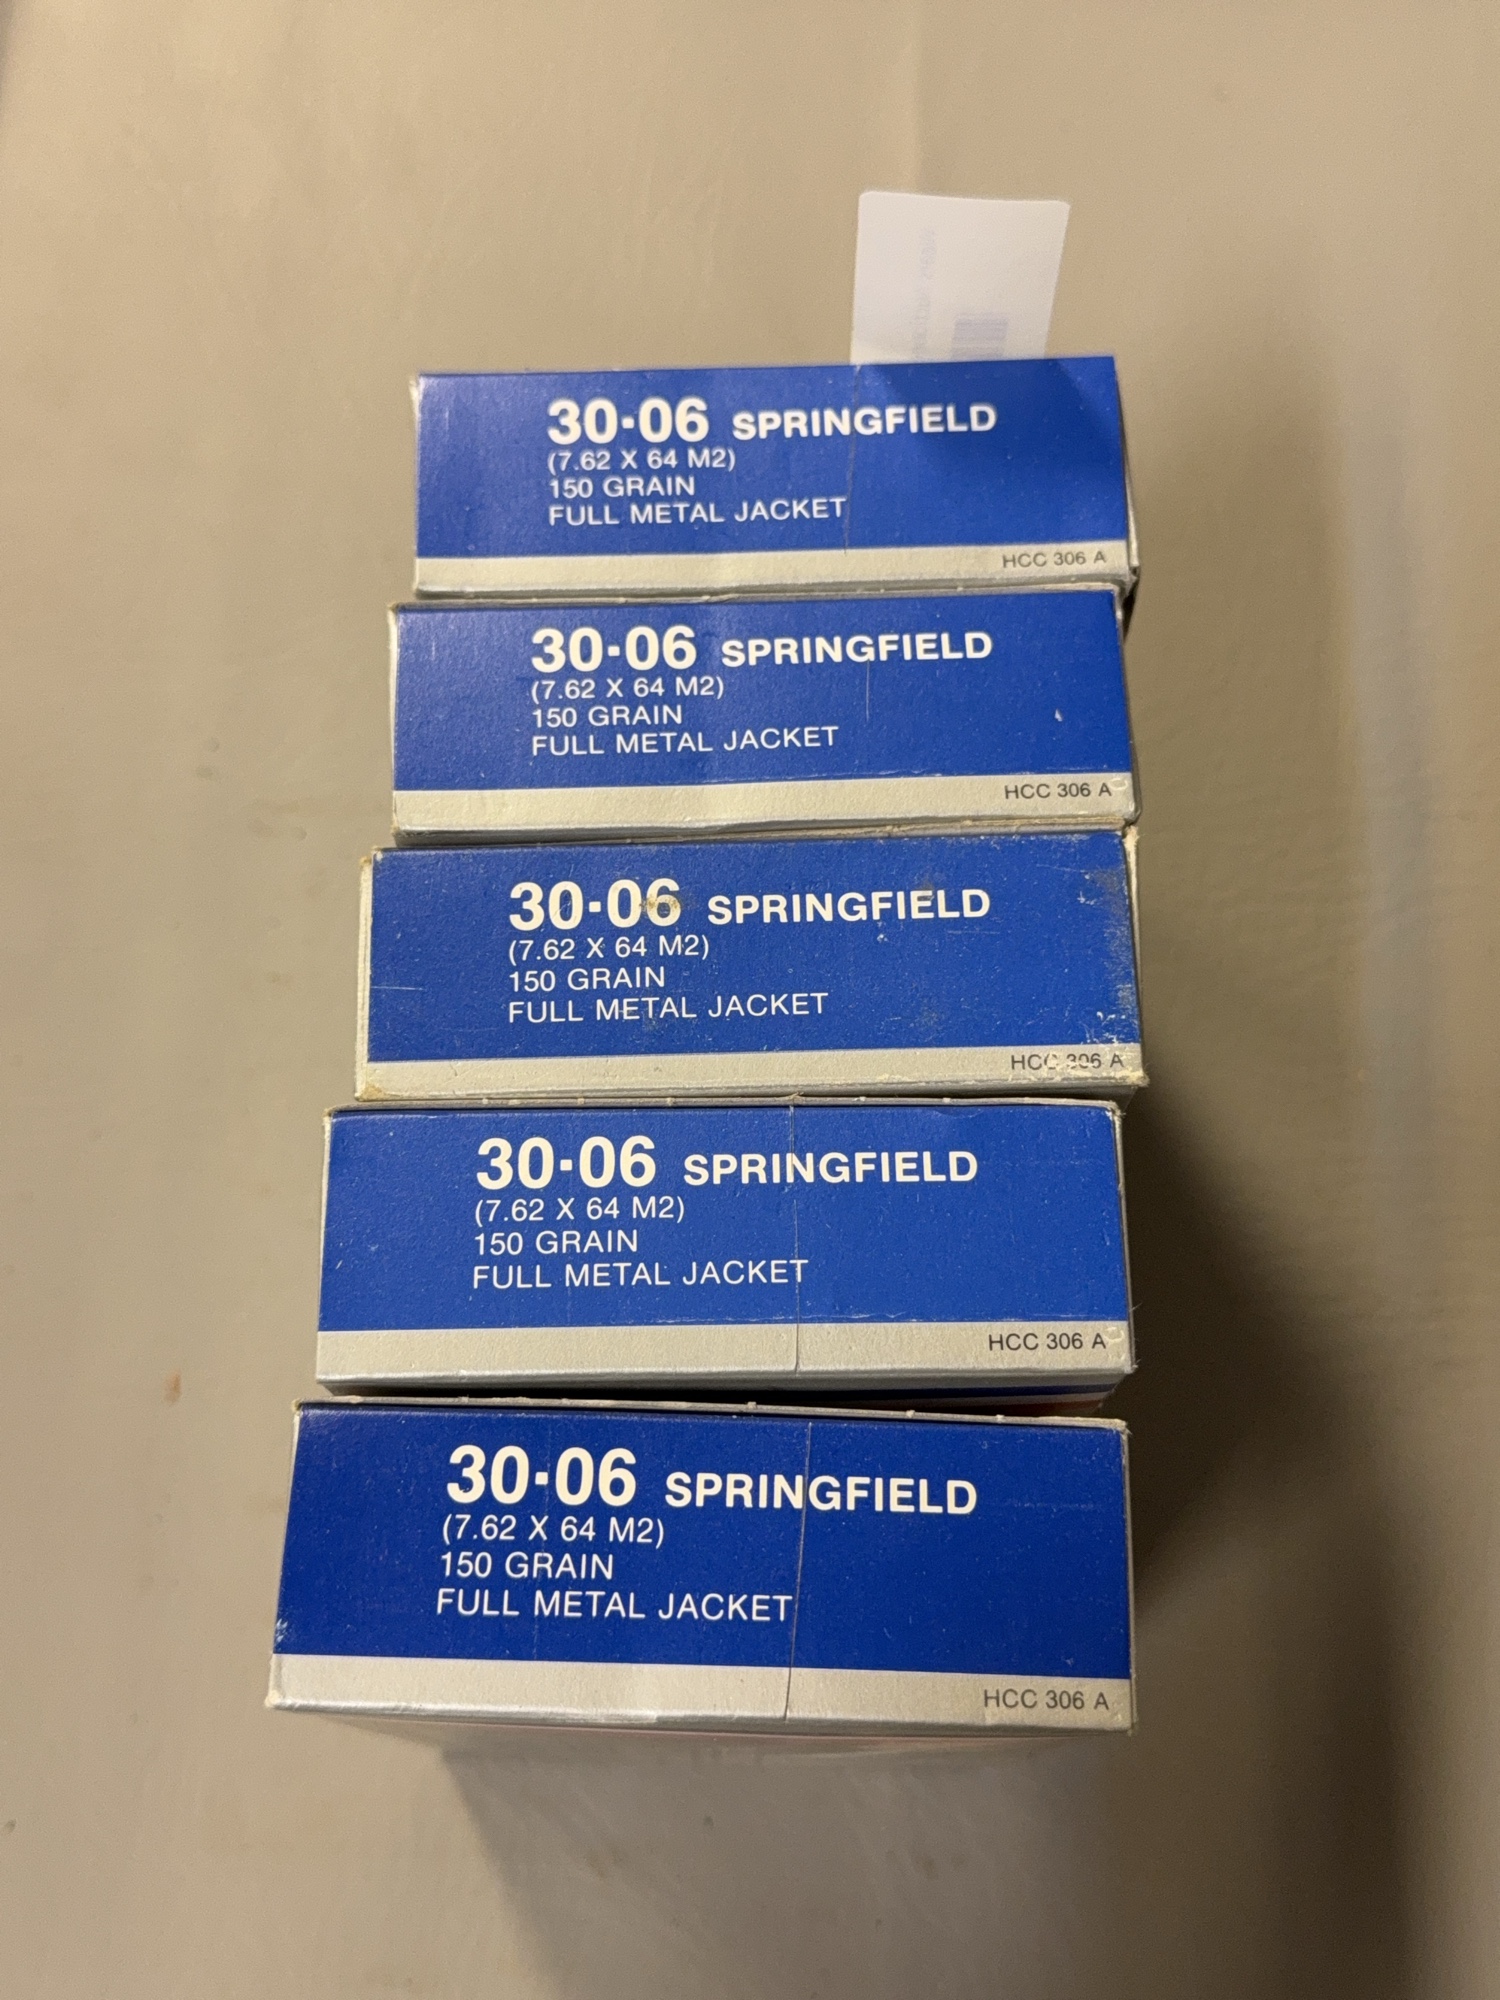 30-06 SPRINGFIELD
(7.62 X 64 M2)
150 GRAIN
FULL METAL JACKET
HCC 306 A
30-06 SPRINGFIELD
(7.62 X 64 M2)
150 GRAIN
FULL METAL JACKET
HCC 306 A
30-06 SPRINGFIELD
(7.62 X 64 M2)
150 GRAIN
FULL METAL JACKET
HCC 306 A
30-06 SPRINGFIELD
(7.62 X 64 M2)
150 GRAIN
FULL METAL JACKET
HCC 306 A
30-06 SPRINGFIELD
(7.62 X 64 M2)
150 GRAIN
FULL METAL JACKET
HCC 306 A